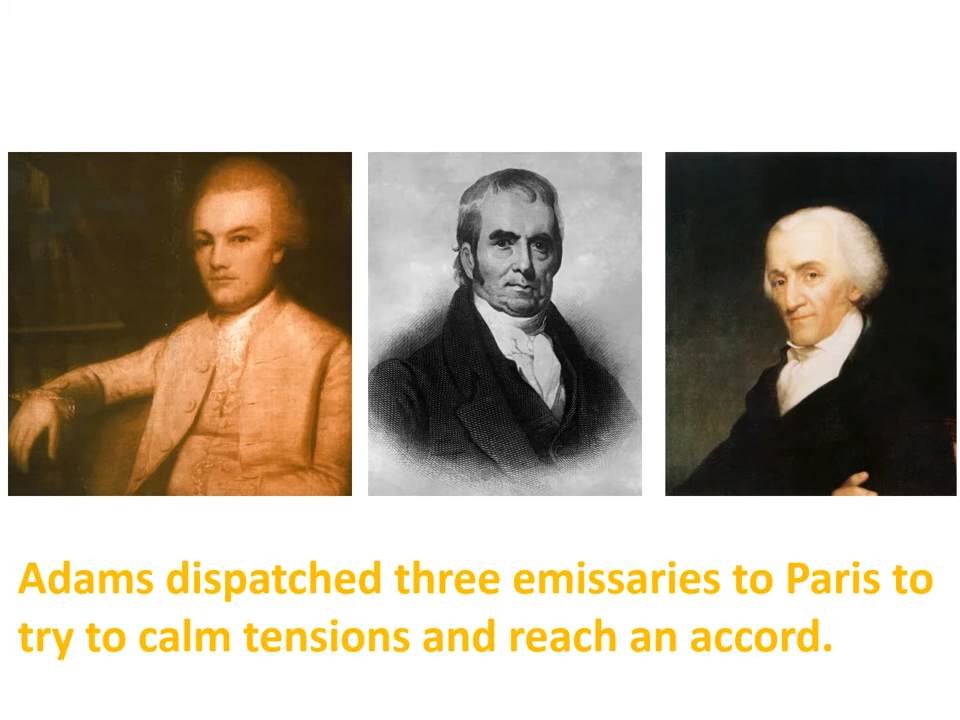 Adams dispatched three emissaries to Paris to
try to calm tensions and reach an accord.